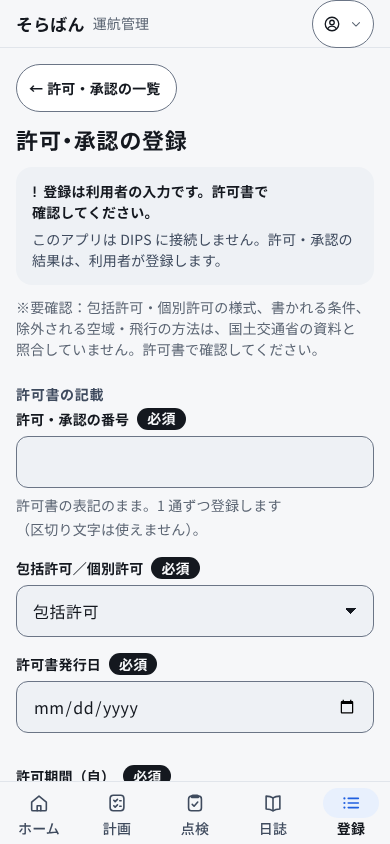 そらばん 運航管理
← 許可・承認の一覧
許可・承認の登録
! 登録は利用者の入力です。許可書で
確認してください。
このアプリは DIPS に接続しません。許可・承認の
結果は、利用者が登録します。
※要確認：包括許可・個別許可の様式、書かれる条件、
除外される空域・飛行の方法は、国土交通省の資料と
照合していません。許可書で確認してください。
許可書の記載
許可・承認の番号 必須
許可書の表記のまま。1 通ずつ登録します
（区切り文字は使えません）。
包括許可／個別許可 必須
包括許可
許可書発行日 必須
mm/dd/yyyy
許可期間（自） 必須
ホーム 計画 点検 日誌 登録